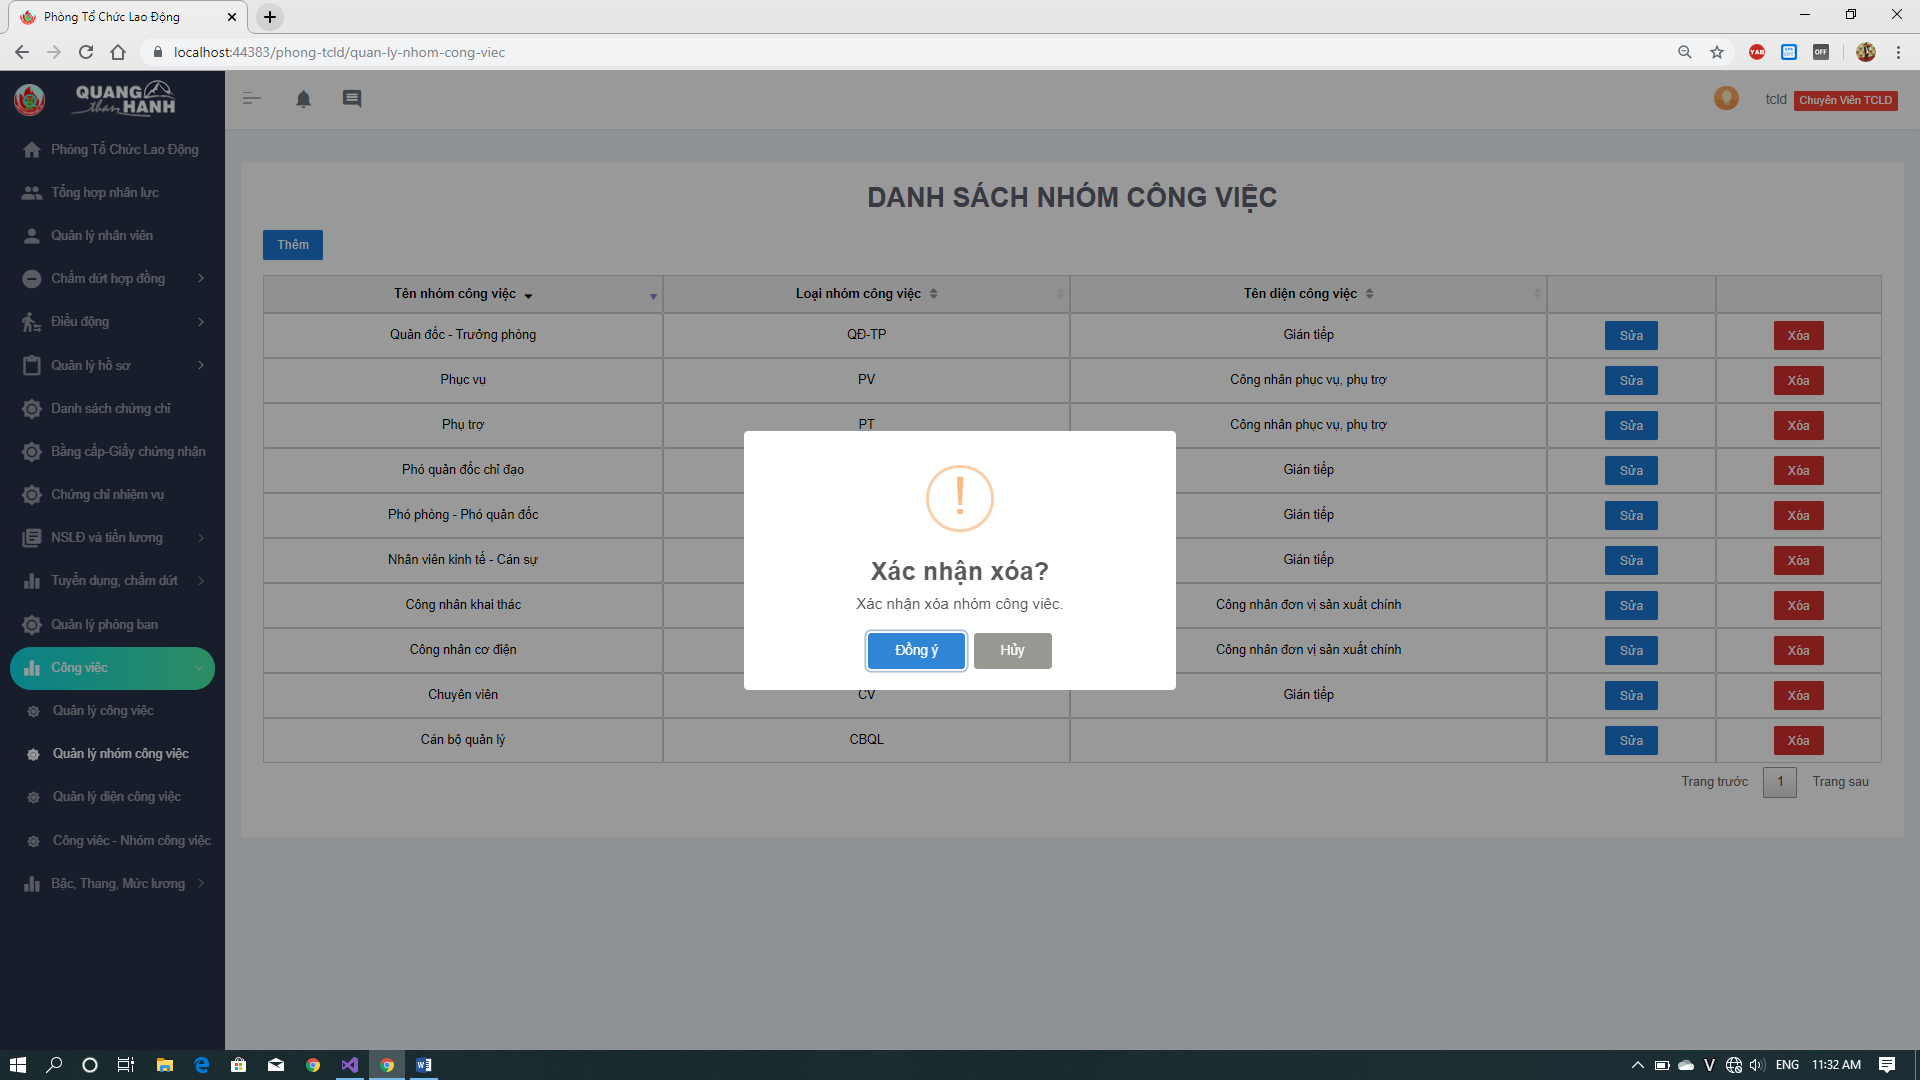 Phòng Tổ Chức Lao Động
localhost:44383/phong-tcld/quan-ly-nhom-cong-viec
YAB
OFF
QUANG
than HANH
tcld Chuyên Viên TCLD
Phòng Tổ Chức Lao Động
Tổng hợp nhân lực
Quản lý nhân viên
Chấm dứt hợp đồng
Điều động
Quản lý hồ sơ
Danh sách chứng chỉ
Bằng cấp-Giấy chứng nhận
Chứng chỉ nhiệm vụ
NSLĐ và tiền lương
Tuyển dụng, chấm dứt
Quản lý phòng ban
Công việc
Quản lý công việc
Quản lý nhóm công việc
Quản lý diện công việc
Công viêc - Nhóm công việc
Bậc, Thang, Mức lương
DANH SÁCH NHÓM CÔNG VIỆC
Thêm
Tên nhóm công việc Loại nhóm công việc Tên diện công việc
Quản đốc - Trưởng phòng QĐ-TP Gián tiếp Sửa Xóa
Phục vụ PV Công nhân phục vụ, phụ trợ Sửa Xóa
Phụ trợ PT Công nhân phục vụ, phụ trợ Sửa Xóa
Phó quản đốc chỉ đạo Gián tiếp Sửa Xóa
Phó phòng - Phó quản đốc Gián tiếp Sửa Xóa
Nhân viên kinh tế - Cán sự Gián tiếp Sửa Xóa
Công nhân khai thác Công nhân đơn vị sản xuất chính Sửa Xóa
Công nhân cơ điện Công nhân đơn vị sản xuất chính Sửa Xóa
Chuyên viên CV Gián tiếp Sửa Xóa
Cán bộ quản lý CBQL Sửa Xóa
Trang trước 1 Trang sau
!
Xác nhận xóa?
Xác nhận xóa nhóm công viêc.
Đồng ý Hủy
V ENG 11:32 AM